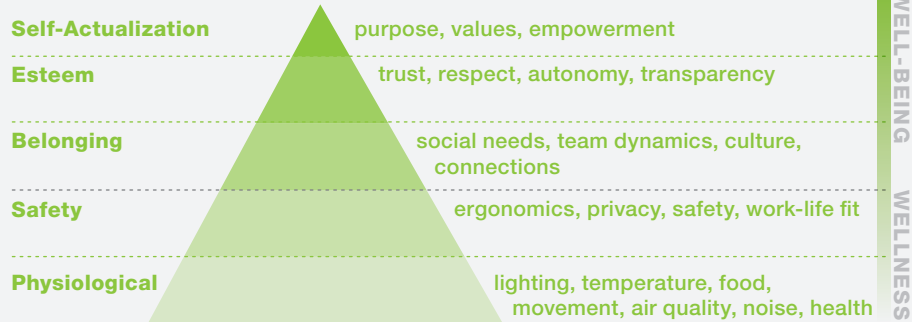 Self-Actualization
purpose, values, empowerment
Esteem
trust, respect, autonomy, transparency
Belonging
social needs, team dynamics, culture,
connections
Safety
ergonomics, privacy, safety, work-life fit
Physiological
lighting, temperature, food,
movement, air quality, noise, health
WELL-BEING
WELLNESS